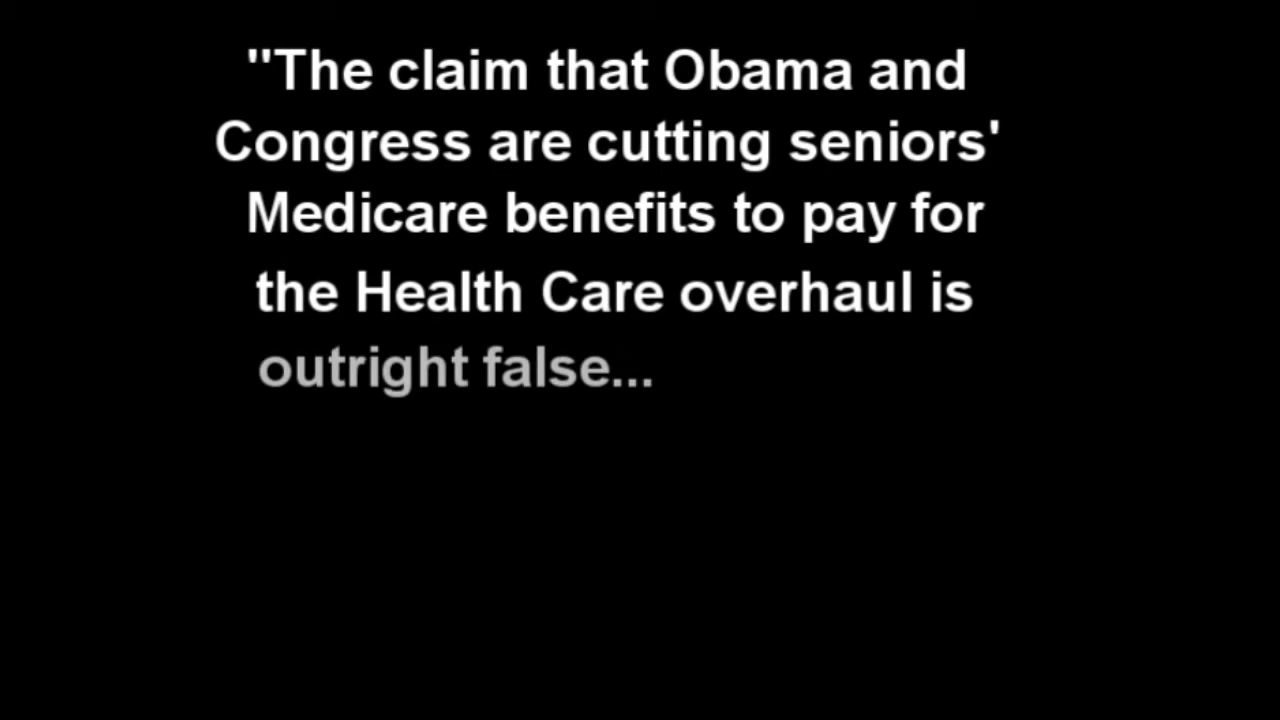 "The claim that Obama and
Congress are cutting seniors'
Medicare benefits to pay for
the Health Care overhaul is
outright false...